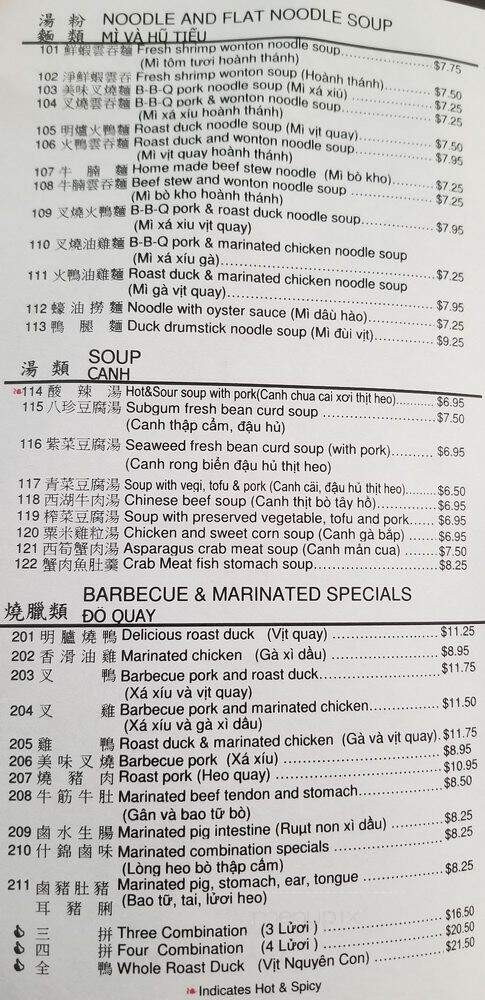 湯 粉 NOODLE AND FLAT NOODLE SOUP
麵 類 MÌ VÀ HŨ TIẾU
101 鮮蝦雲吞麵 Fresh shrimp wonton noodle soup.................. $7.75
(Mì tôm tươi hoành thánh)
102 淨鮮蝦雲吞 Fresh shrimp wonton soup (Hoành thánh)........... $7.50
103 美味叉燒麵 B-B-Q pork noodle soup (Mì xá xíu) ................ $7.25
104 叉燒雲吞麵 B-B-Q pork & wonton noodle soup ................ $7.25
(Mì xá xíu hoành thánh)
105 明爐火鴨麵 Roast duck noodle soup (Mì vịt quay)............... $7.50
106 火鴨雲吞麵 Roast duck and wonton noodle soup .............. $7.95
(Mì vịt quay hoành thánh)
107 牛 腩 麵 Home made beef stew noodle (Mì bò kho)........... $7.25
108 牛腩雲吞麵 Beef stew and wonton noodle soup ................ $7.25
(Mì bò kho hoành thánh)
109 叉燒火鴨麵 B-B-Q pork & roast duck noodle soup............... $7.95
(Mì xá xiu vịt quay)
110 叉燒油雞麵 B-B-Q pork & marinated chicken noodle soup
(Mì xá xíu gà)........................................ $7.25
111 火鴨油雞麵 Roast duck & marinated chicken noodle soup
(Mì gà vịt quay)...................................... $7.95
112 蠔 油 撈 麵 Noodle with oyster sauce (Mì dầu hào)............ $7.25
113 鴨 腿 麵 Duck drumstick noodle soup (Mì đùi vịt)............ $9.25
湯 類 SOUP
CANH
114 酸 辣 湯 Hot&Sour soup with pork(Canh chua cai xơi thịt heo).......... $6.95
115 八珍豆腐湯 Subgum fresh bean curd soup .................... $7.50
(Canh thập cẩm, đậu hủ)
116 紫菜豆腐湯 Seaweed fresh bean curd soup (with pork).......... $6.95
(Canh rong biển đậu hủ thịt heo)
117 青菜豆腐湯 Soup with vegi, tofu & pork (Canh cãi, đậu hủ thịt heo)....... $6.50
118 西湖牛肉湯 Chinese beef soup (Canh thịt bò tây hồ)............ $6.95
119 榨菜豆腐湯 Soup with preserved vegetable, tofu and pork...... $6.95
120 粟米雞粒湯 Chicken and sweet corn soup (Canh gà bắp) ...... $6.95
121 西筍蟹肉湯 Asparagus crab meat soup (Canh măn cua) ....... $7.50
122 蟹肉魚肚羹 Crab Meat fish stomach soup..................... $8.25
燒臘類 BARBECUE & MARINATED SPECIALS
ĐỒ QUAY
201 明 臚 燒 鴨 Delicious roast duck (Vịt quay) ..................... $11.25
202 香 滑 油 雞 Marinated chicken (Gà xì dầu) ..................... $8.95
203 叉 鴨 Barbecue pork and roast duck..................... $11.75
(Xá xíu và vịt quay)
204 叉 雞 Barbecue pork and marinated chicken............. $11.50
(Xá xíu và gà xì dầu)
205 雞 鴨 Roast duck & marinated chicken (Gà và vịt quay). $11.75
206 美 味 叉 燒 Barbecue pork (Xá xíu) ........................... $8.95
207 燒 豬 肉 Roast pork (Heo quay) ............................ $10.95
208 牛 筋 牛 肚 Marinated beef tendon and stomach............... $8.50
(Gân và bao tữ bò)
209 鹵 水 生 腸 Marinated pig intestine (Ruụt non xì dầu) ......... $8.25
210 什 錦 鹵 味 Marinated combination specials .................. $8.25
(Lòng heo bò thập cẩm)
211 鹵 豬 肚 豬 Marinated pig, stomach, ear, tongue ............. $8.25
耳 豬 脷 (Bao tữ, tai, lửơi heo)
三 拼 Three Combination (3 Lửơi ) ....................... $16.50
四 拼 Four Combination (4 Lửơi ) ........................ $20.50
全 鴨 Whole Roast Duck (Vịt Nguyên Con) ................ $21.50
Indicates Hot & Spicy